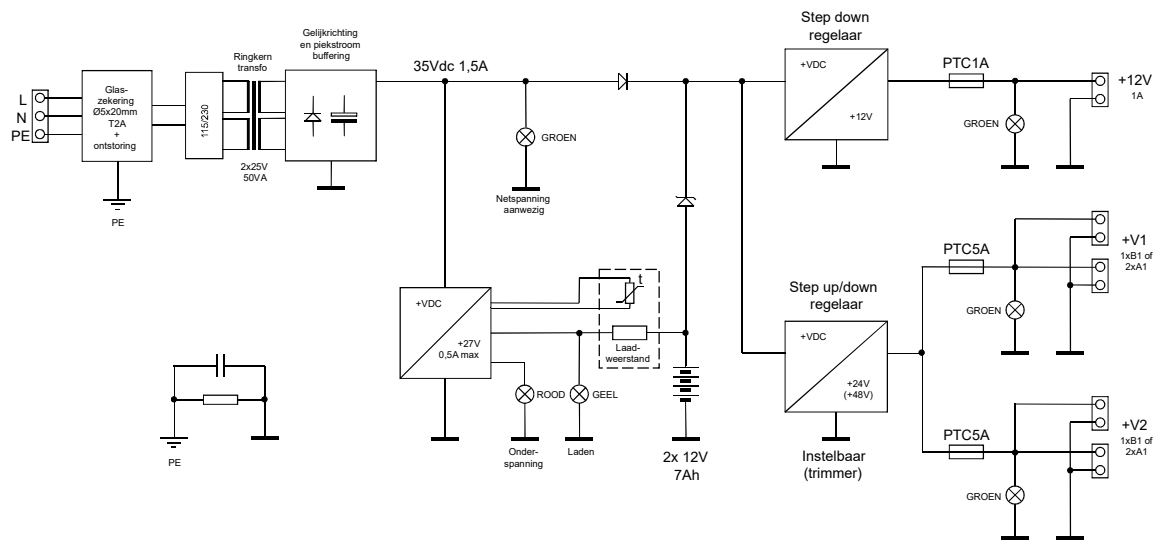 L
N
PE
Glas-
zekering
Ø5x20mm
T2A
+
ontstoring
PE
115/230
Ringkern
transfo
2x25V
50VA
Gelijkrichting
en piekstroom
buffering
35Vdc 1,5A
GROEN
Netspanning
aanwezig
+VDC
+27V
0,5A max
t
Laad-
weerstand
ROOD
GEEL
Onder-
spanning
Laden
2x 12V
7Ah
PE
Step down
regelaar
+VDC
+12V
PTC1A
GROEN
+12V
1A
Step up/down
regelaar
+VDC
+24V
(+48V)
Instelbaar
(trimmer)
PTC5A
GROEN
+V1
1xB1 of
2xA1
PTC5A
GROEN
+V2
1xB1 of
2xA1